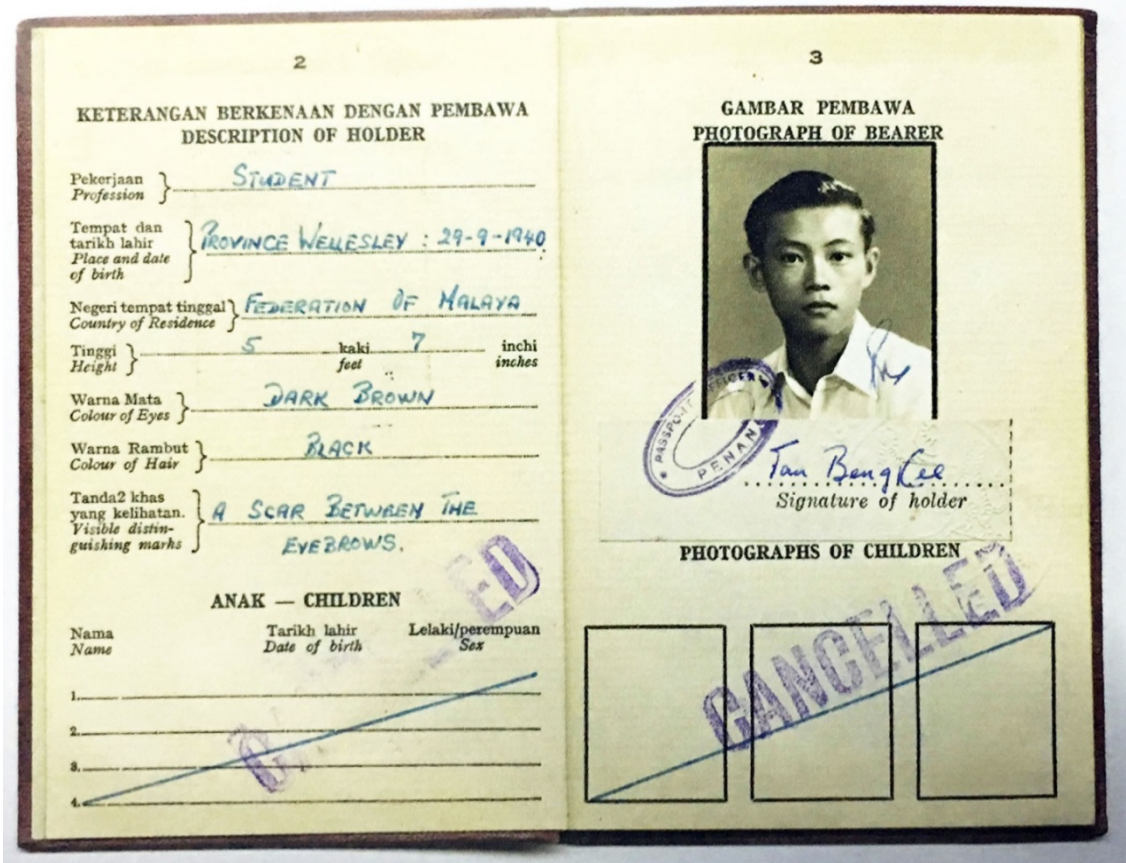 2
KETERANGAN BERKENAAN DENGAN PEMBAWA
DESCRIPTION OF HOLDER
Pekerjaan
Profession
STUDENT
Tempat dan
tarikh lahir
Place and date
of birth
PROVINCE WELLESLEY : 29-9-1940
Negeri tempat tinggal
Country of Residence
FEDERATION OF MALAYA
Tinggi
Height
5 kaki 7 inchi
feet inches
Warna Mata
Colour of Eyes
DARK BROWN
Warna Rambut
Colour of Hair
BLACK
Tanda2 khas
yang kelihatan.
Visible distin-
guishing marks
A SCAR BETWEEN THE
EYEBROWS.
ANAK — CHILDREN
Nama Tarikh lahir Lelaki/perempuan
Name Date of birth Sex
1.
2.
3.
4.
CANCELLED
3
GAMBAR PEMBAWA
PHOTOGRAPH OF BEARER
PASSPORT OFFICER
PENANG
Tan Beng Kee
Signature of holder
PHOTOGRAPHS OF CHILDREN
CANCELLED